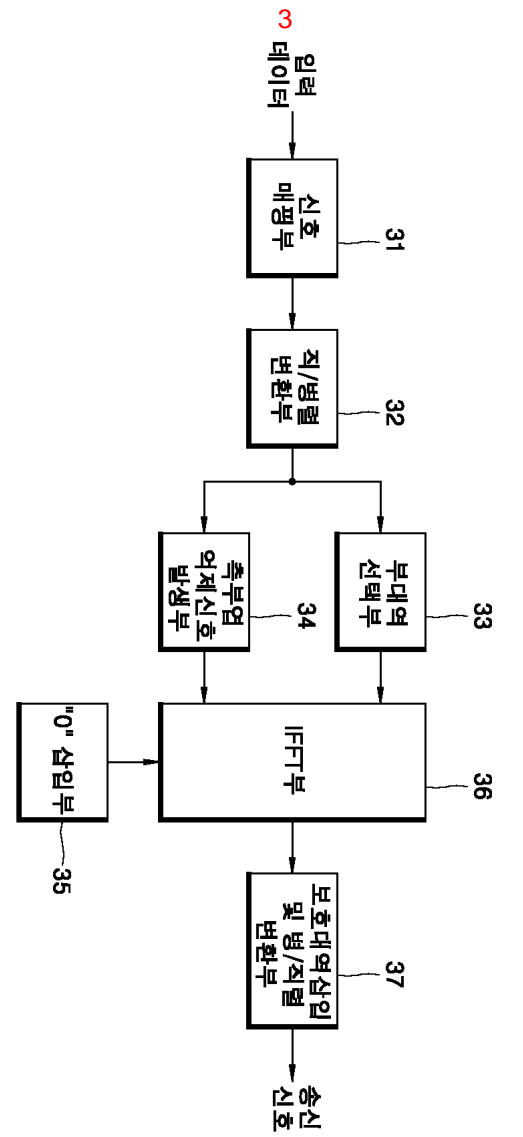 3
입력
데이터
신호
매핑부
31
직/병렬
변환부
32
부대역
선택부
33
측부엽
억제신호
발생부
34
"0" 삽입부
35
IFFT부
36
보호대역삽입
및 병/직렬
변환부
37
송신
신호